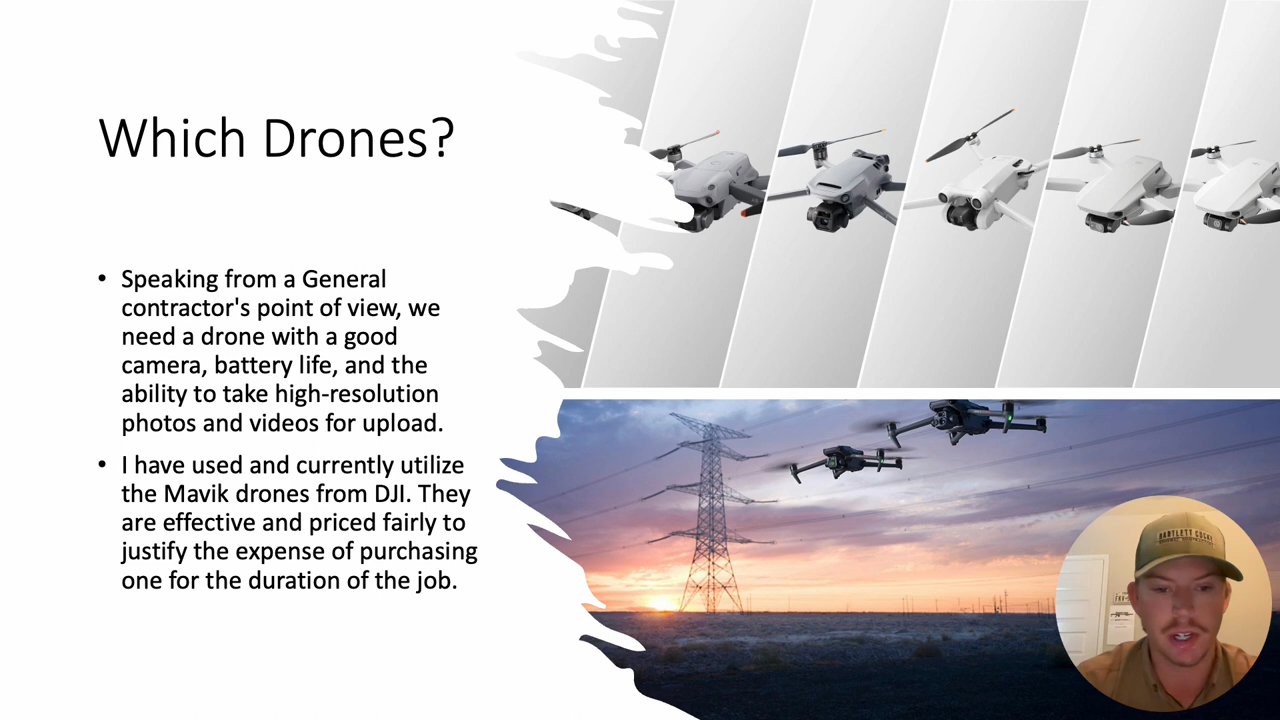 Which Drones?
• Speaking from a General
contractor's point of view, we
need a drone with a good
camera, battery life, and the
ability to take high-resolution
photos and videos for upload.
• I have used and currently utilize
the Mavik drones from DJI. They
are effective and priced fairly to
justify the expense of purchasing
one for the duration of the job.
BARTLETT COCKE